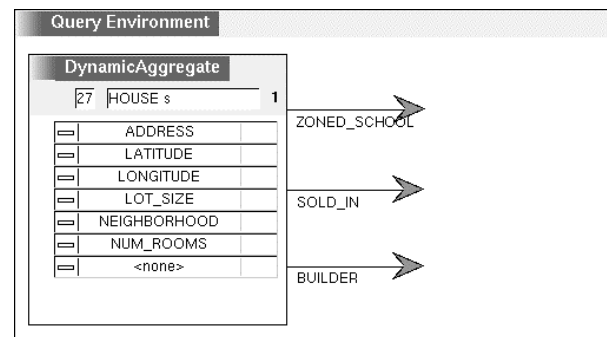 Query Environment
DynamicAggregate
27 HOUSE s 1
ZONED_SCHOOL
ADDRESS
LATITUDE
LONGITUDE
LOT_SIZE
SOLD_IN
NEIGHBORHOOD
NUM_ROOMS
<none>
BUILDER